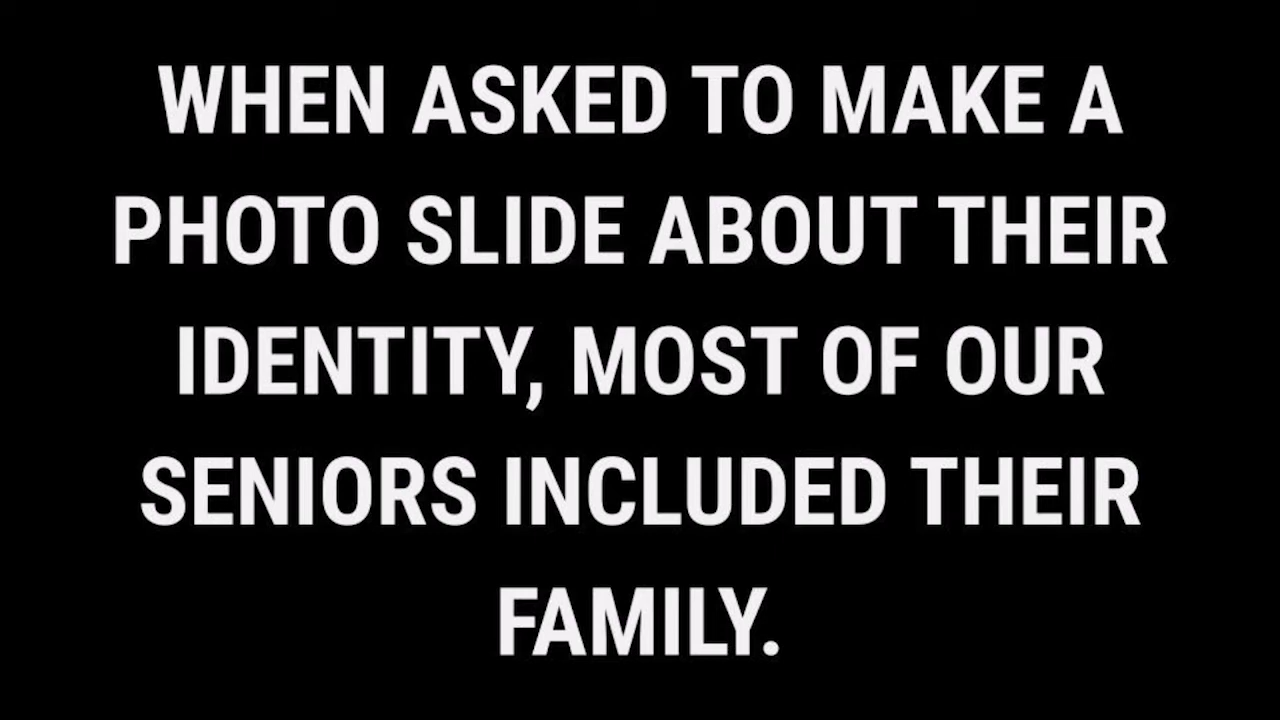 WHEN ASKED TO MAKE A
PHOTO SLIDE ABOUT THEIR
IDENTITY, MOST OF OUR
SENIORS INCLUDED THEIR
FAMILY.